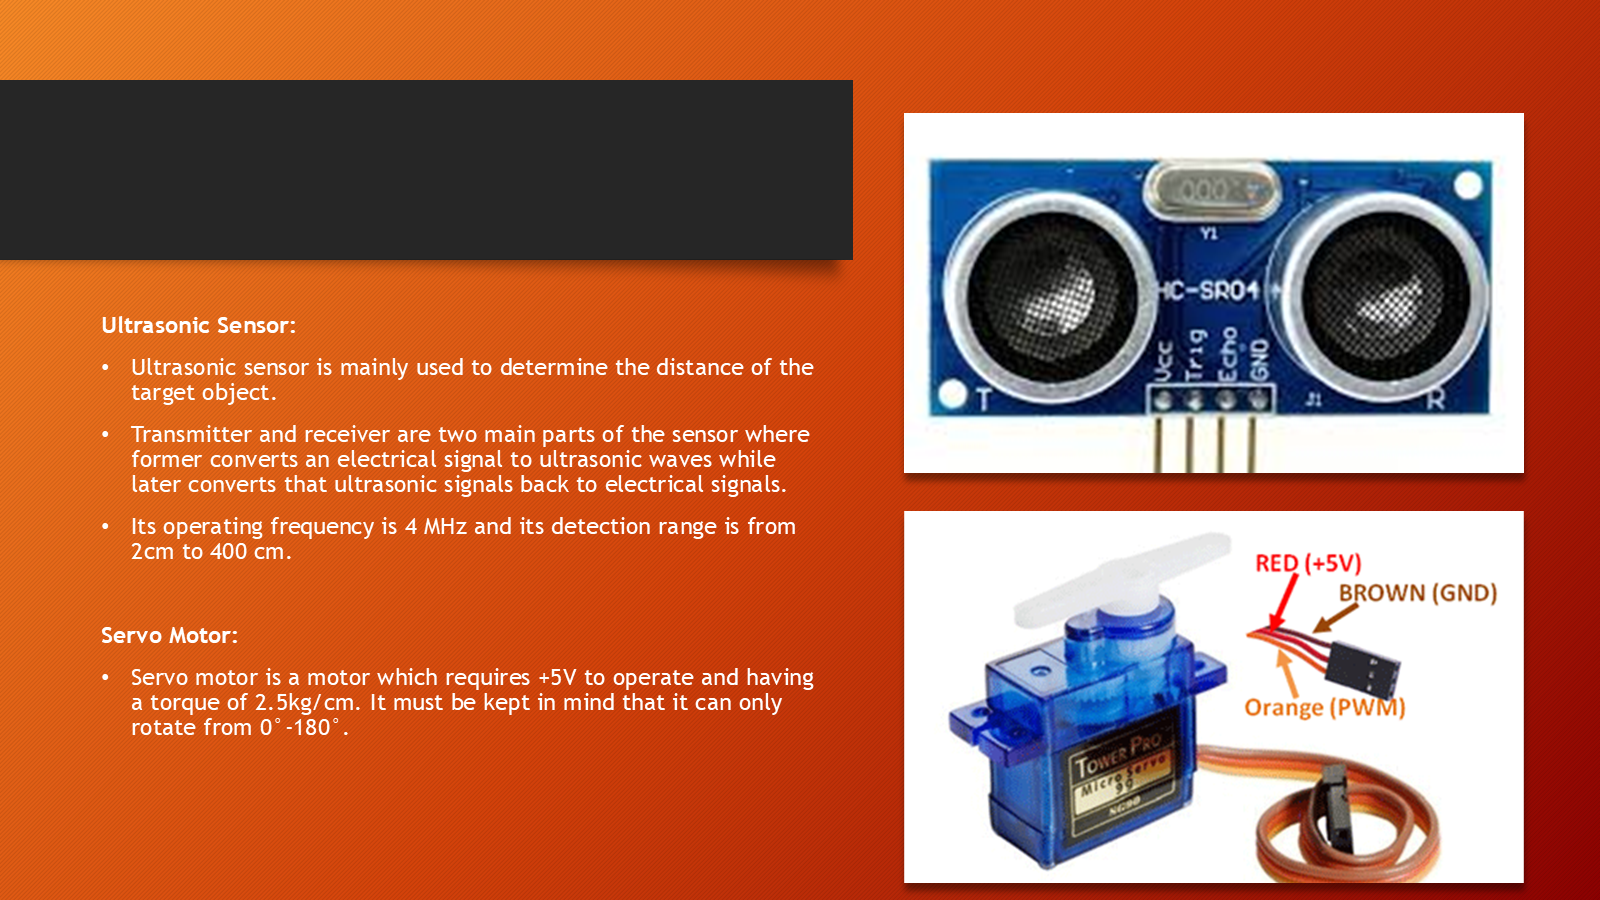 Ultrasonic Sensor:
• Ultrasonic sensor is mainly used to determine the distance of the
target object.
• Transmitter and receiver are two main parts of the sensor where
former converts an electrical signal to ultrasonic waves while
later converts that ultrasonic signals back to electrical signals.
• Its operating frequency is 4 MHz and its detection range is from
2cm to 400 cm.
Servo Motor:
• Servo motor is a motor which requires +5V to operate and having
a torque of 2.5kg/cm. It must be kept in mind that it can only
rotate from 0°-180°.
000
Y1
HC-SR04
Vcc
Trig
Echo
GND
T
J1
R
RED (+5V)
BROWN (GND)
Orange (PWM)
TOWER PRO
Micro Servo
99
SG90